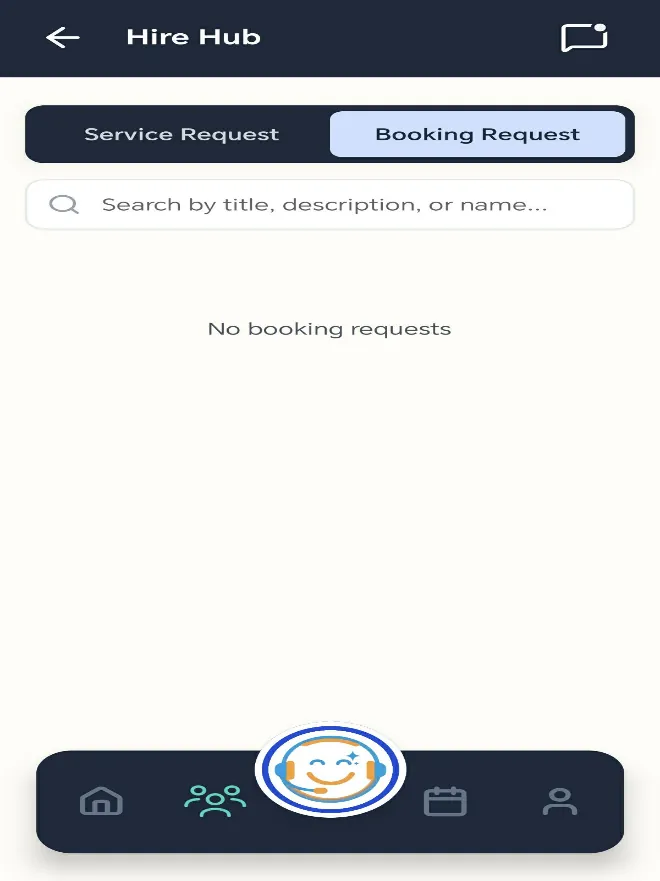 Hire Hub
Service Request
Booking Request
Search by title, description, or name...
No booking requests